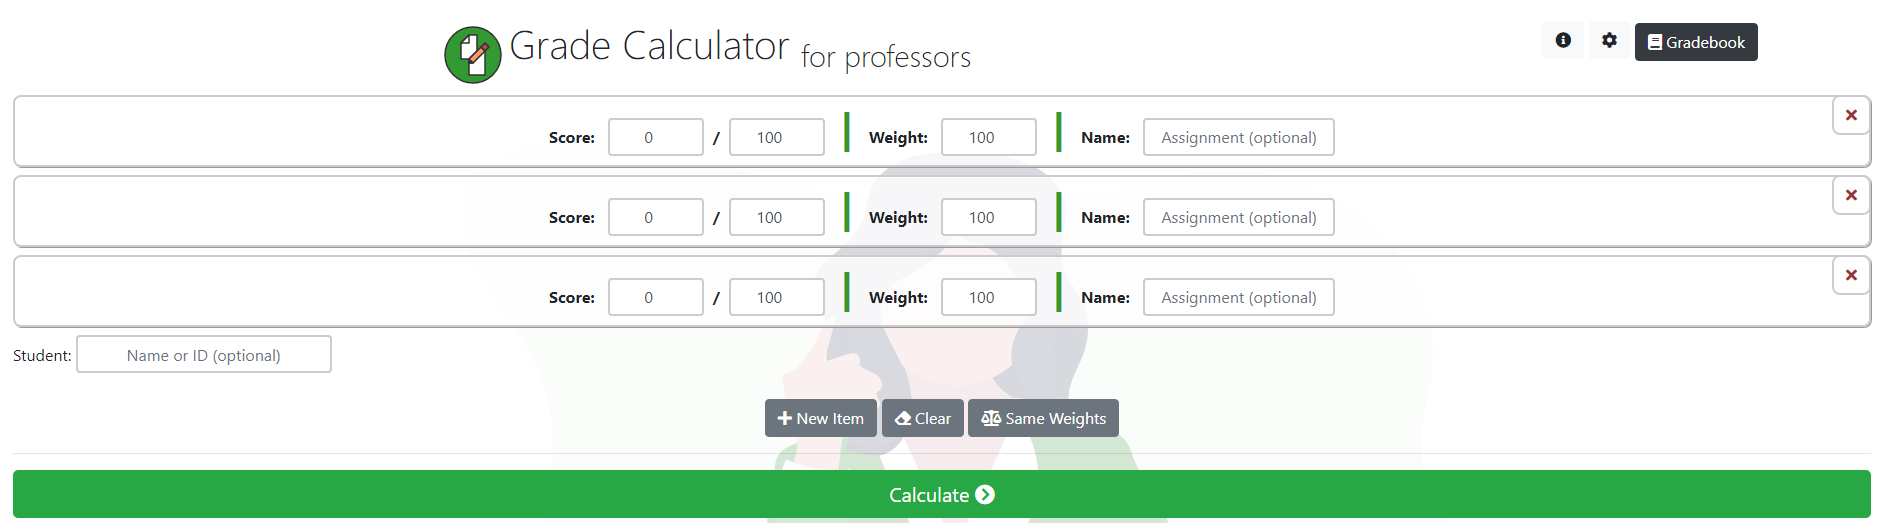 Grade Calculator for professors
Gradebook
Score: 0 / 100 Weight: 100 Name: Assignment (optional)
Score: 0 / 100 Weight: 100 Name: Assignment (optional)
Score: 0 / 100 Weight: 100 Name: Assignment (optional)
Student: Name or ID (optional)
New Item Clear Same Weights
Calculate